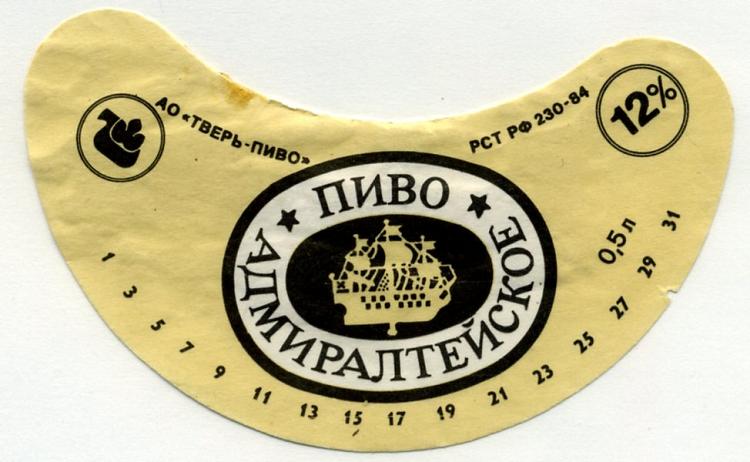 АО «ТВЕРЬ-ПИВО»
РСТ РФ 230-84
12%
ПИВО
АДМИРАЛТЕЙСКОЕ
0,5 л
1 3 5 7 9 11 13 15 17 19 21 23 25 27 29 31